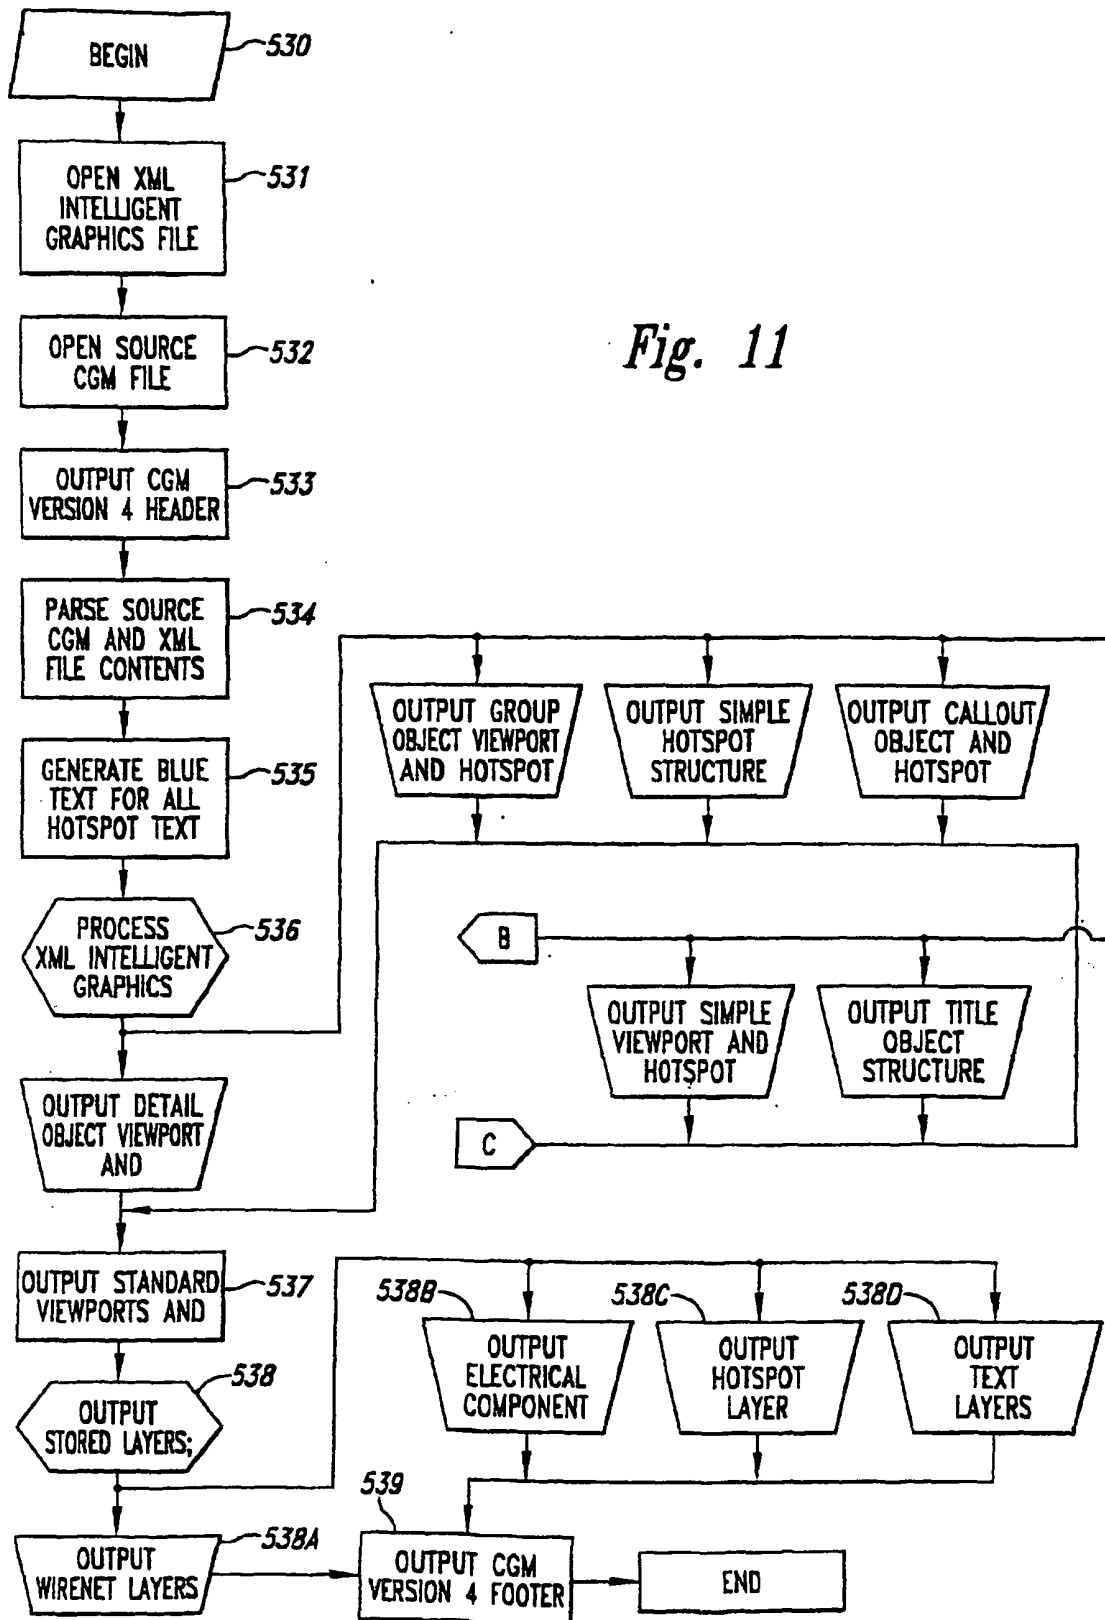 BEGIN
530
OPEN XML
INTELLIGENT
GRAPHICS FILE
531
OPEN SOURCE
CGM FILE
532
Fig. 11
OUTPUT CGM
VERSION 4 HEADER
533
PARSE SOURCE
CGM AND XML
FILE CONTENTS
534
GENERATE BLUE
TEXT FOR ALL
HOTSPOT TEXT
535
PROCESS
XML INTELLIGENT
GRAPHICS
536
OUTPUT GROUP
OBJECT VIEWPORT
AND HOTSPOT
OUTPUT SIMPLE
HOTSPOT
STRUCTURE
OUTPUT CALLOUT
OBJECT AND
HOTSPOT
B
OUTPUT SIMPLE
VIEWPORT AND
HOTSPOT
OUTPUT TITLE
OBJECT
STRUCTURE
C
OUTPUT DETAIL
OBJECT VIEWPORT
AND
OUTPUT STANDARD
VIEWPORTS AND
537
OUTPUT
STORED LAYERS;
538
538B
OUTPUT
ELECTRICAL
COMPONENT
538C
OUTPUT
HOTSPOT
LAYER
538D
OUTPUT
TEXT
LAYERS
OUTPUT
WIRENET LAYERS
538A
539
OUTPUT CGM
VERSION 4 FOOTER
END